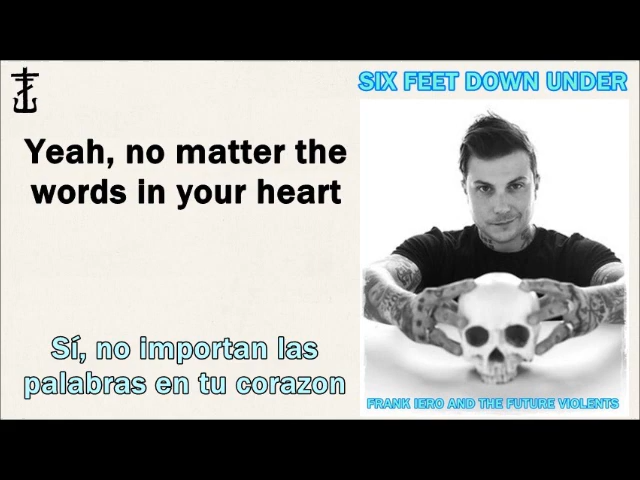 SIX FEET DOWN UNDER
Yeah, no matter the
words in your heart
Sí, no importan las
palabras en tu corazon
FRANK IERO AND THE FUTURE VIOLENTS